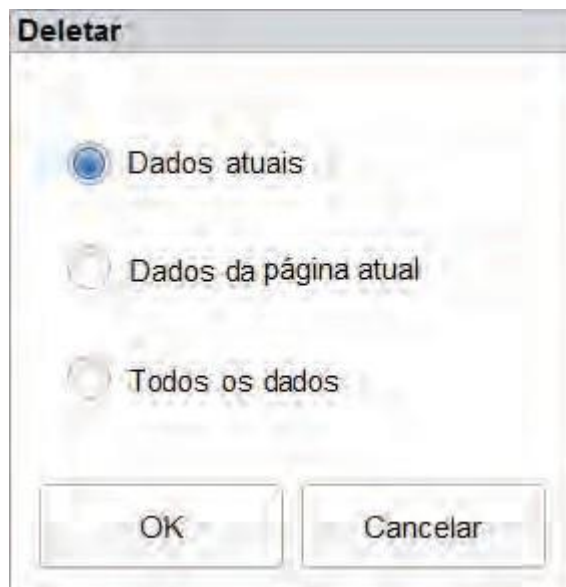 Deletar
Dados atuais
Dados da página atual
Todos os dados
OK
Cancelar